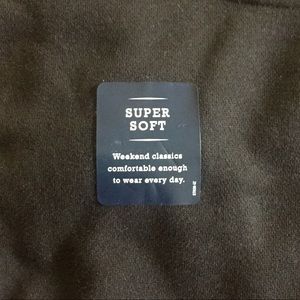 SUPER
SOFT
Weekend classics
comfortable enough
to wear every day.